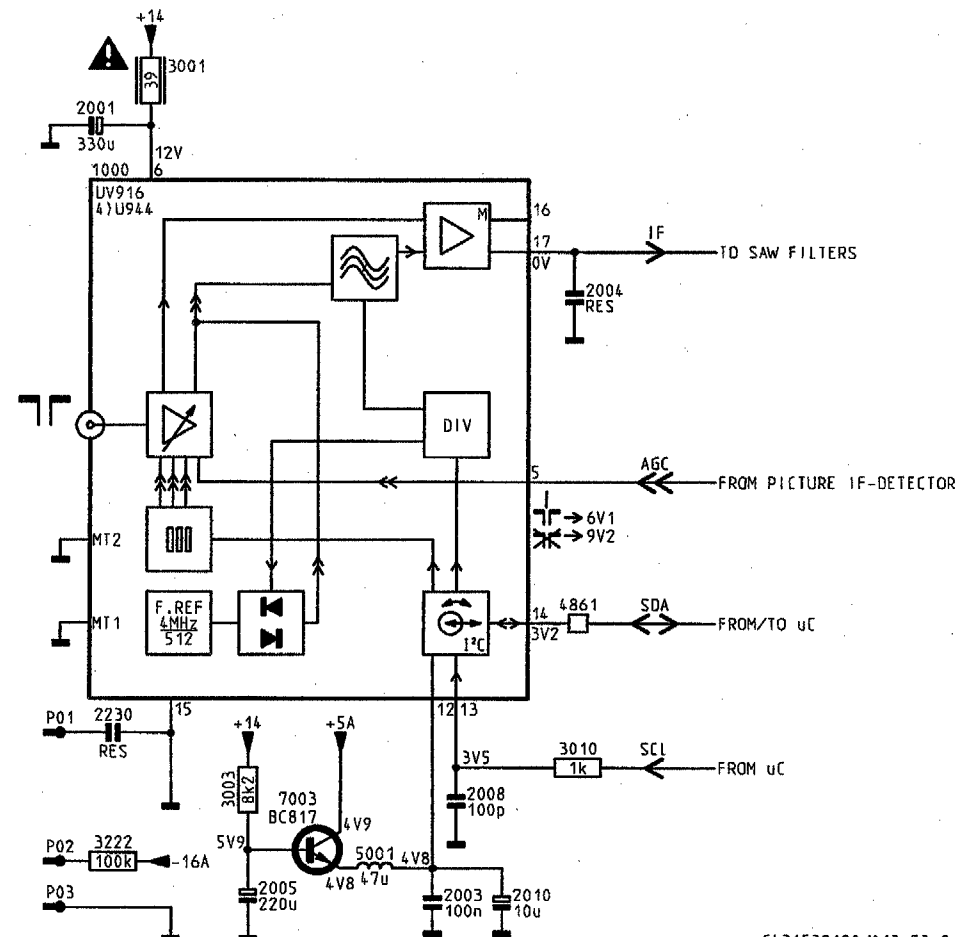 +14
39
3001
2001
330u
12V
1000
6
UV916
4)U944
M
16
17
0V
IF
TO SAW FILTERS
2004
RES
DIV
5
AGC
FROM PICTURE IF-DETECTOR
6V1
9V2
MT2
MT1
F.REF
4MHz
512
I²C
14
3V2
4861
SDA
FROM/TO uC
15
12 13
P01
2230
RES
+14
+5A
3V5
3010
1k
SCL
FROM uC
3003
8k2
7003
BC817
4V9
2008
100p
5V9
P02
3222
100k
-16A
4V8
5001
47u
4V8
P03
2005
220u
2003
100n
2010
10u